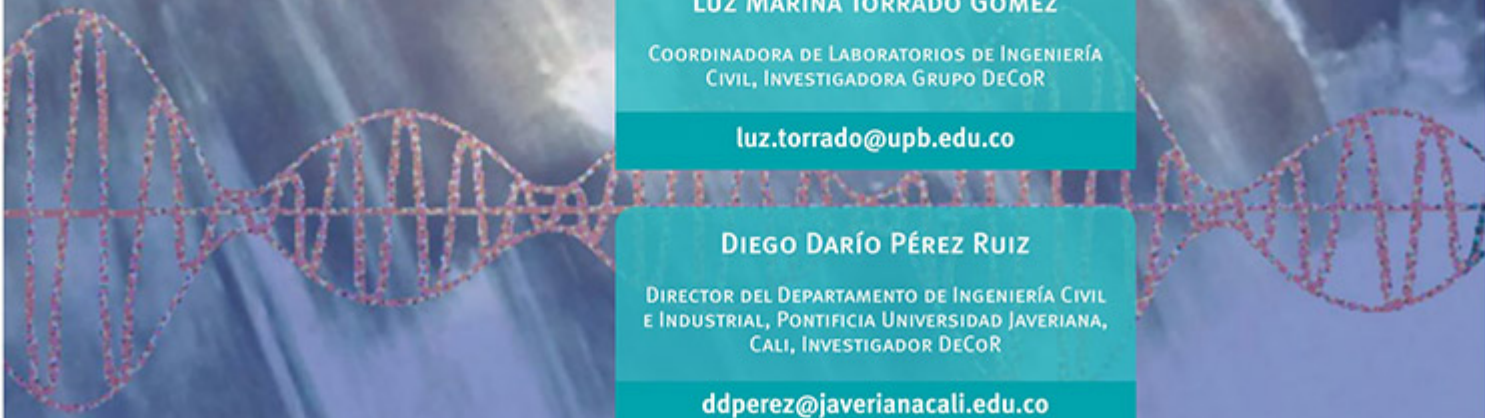 LUZ MARINA TORRADO GÓMEZ
COORDINADORA DE LABORATORIOS DE INGENIERÍA
CIVIL, INVESTIGADORA GRUPO DECOR
luz.torrado@upb.edu.co
DIEGO DARÍO PÉREZ RUIZ
DIRECTOR DEL DEPARTAMENTO DE INGENIERÍA CIVIL
E INDUSTRIAL, PONTIFICIA UNIVERSIDAD JAVERIANA,
CALI, INVESTIGADOR DECOR
ddperez@javerianacali.edu.co